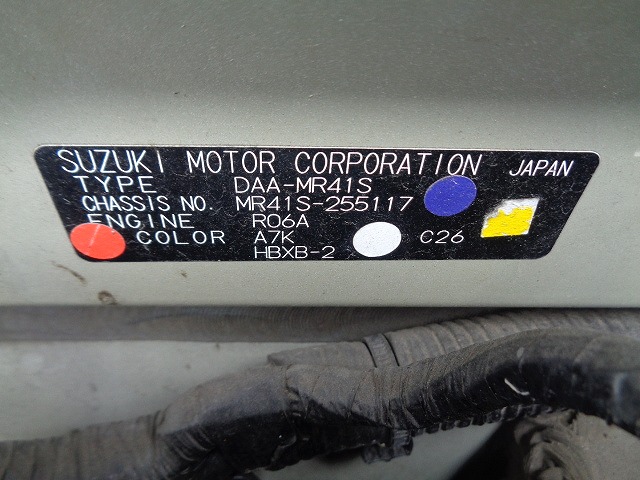 SUZUKI MOTOR CORPORATION JAPAN
TYPE DAA-MR41S
CHASSIS NO. MR41S-255117
ENGINE R06A
COLOR A7K C26
HBXB-2